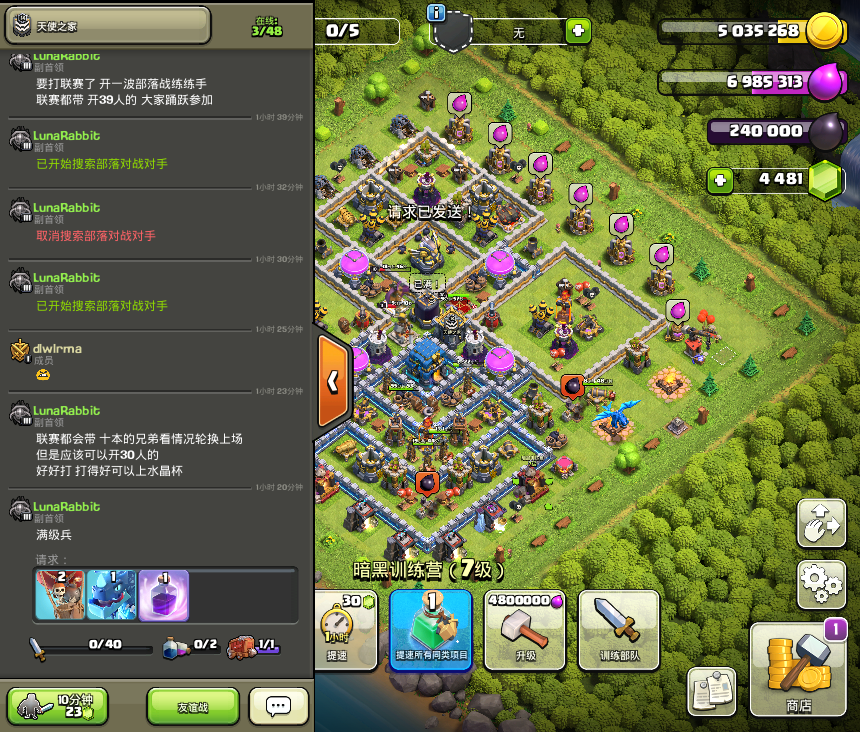 天使之家
在线:
3/48
LunaRabbit
副首领
要打联赛了 开一波部落战练练手
联赛都带 开39人的 大家踊跃参加
1小时 39分钟
LunaRabbit
副首领
已开始搜索部落对战对手
1小时 32分钟
LunaRabbit
副首领
取消搜索部落对战对手
1小时 30分钟
LunaRabbit
副首领
已开始搜索部落对战对手
1小时 25分钟
dlwlrma
成员
1小时 23分钟
LunaRabbit
副首领
联赛都会带 十本的兄弟看情况轮换上场
但是应该可以开30人的
好好打 打得好可以上水晶杯
1小时 20分钟
LunaRabbit
副首领
满级兵
请求:
2
1
1
0/40
0/2
1/1
10分钟
23
友谊战
0/5
i
无
5 035 268
6 985 313
240 000
4 481
请求已发送!
已满!
暗黑训练营 (7级)
30
1小时
提速
1
提速所有同类项目
4800000
升级
训练部队
1
商店